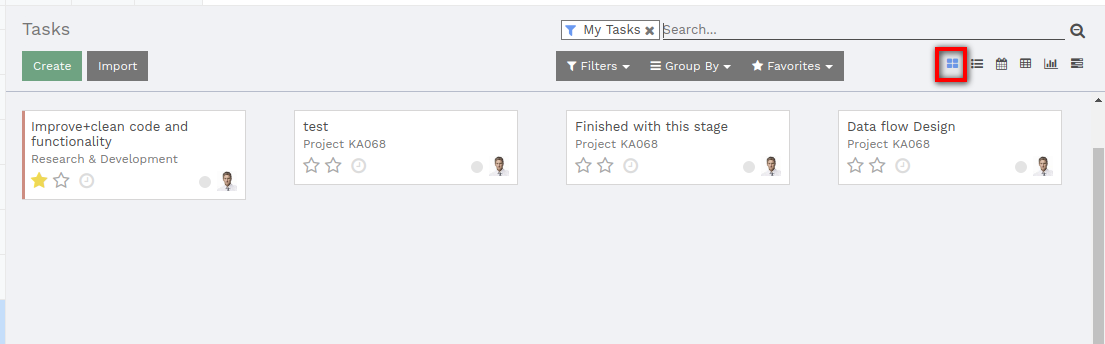 Tasks
My Tasks
Search...
Create
Import
Filters
Group By
Favorites
Improve+clean code and
functionality
Research & Development
test
Project KA068
Finished with this stage
Project KA068
Data flow Design
Project KA068